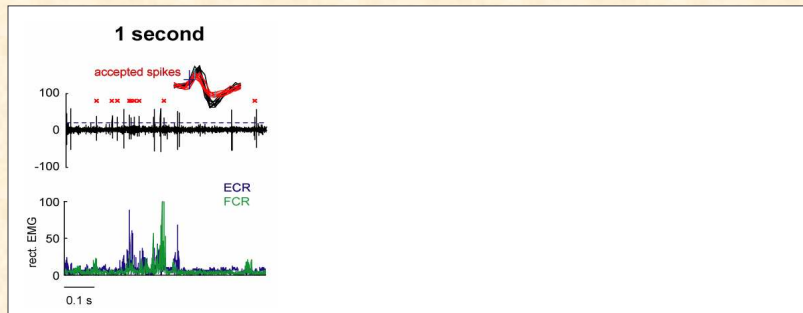 1 second
accepted spikes
100
0
-100
ECR
FCR
100
50
0
rect. EMG
0.1 s